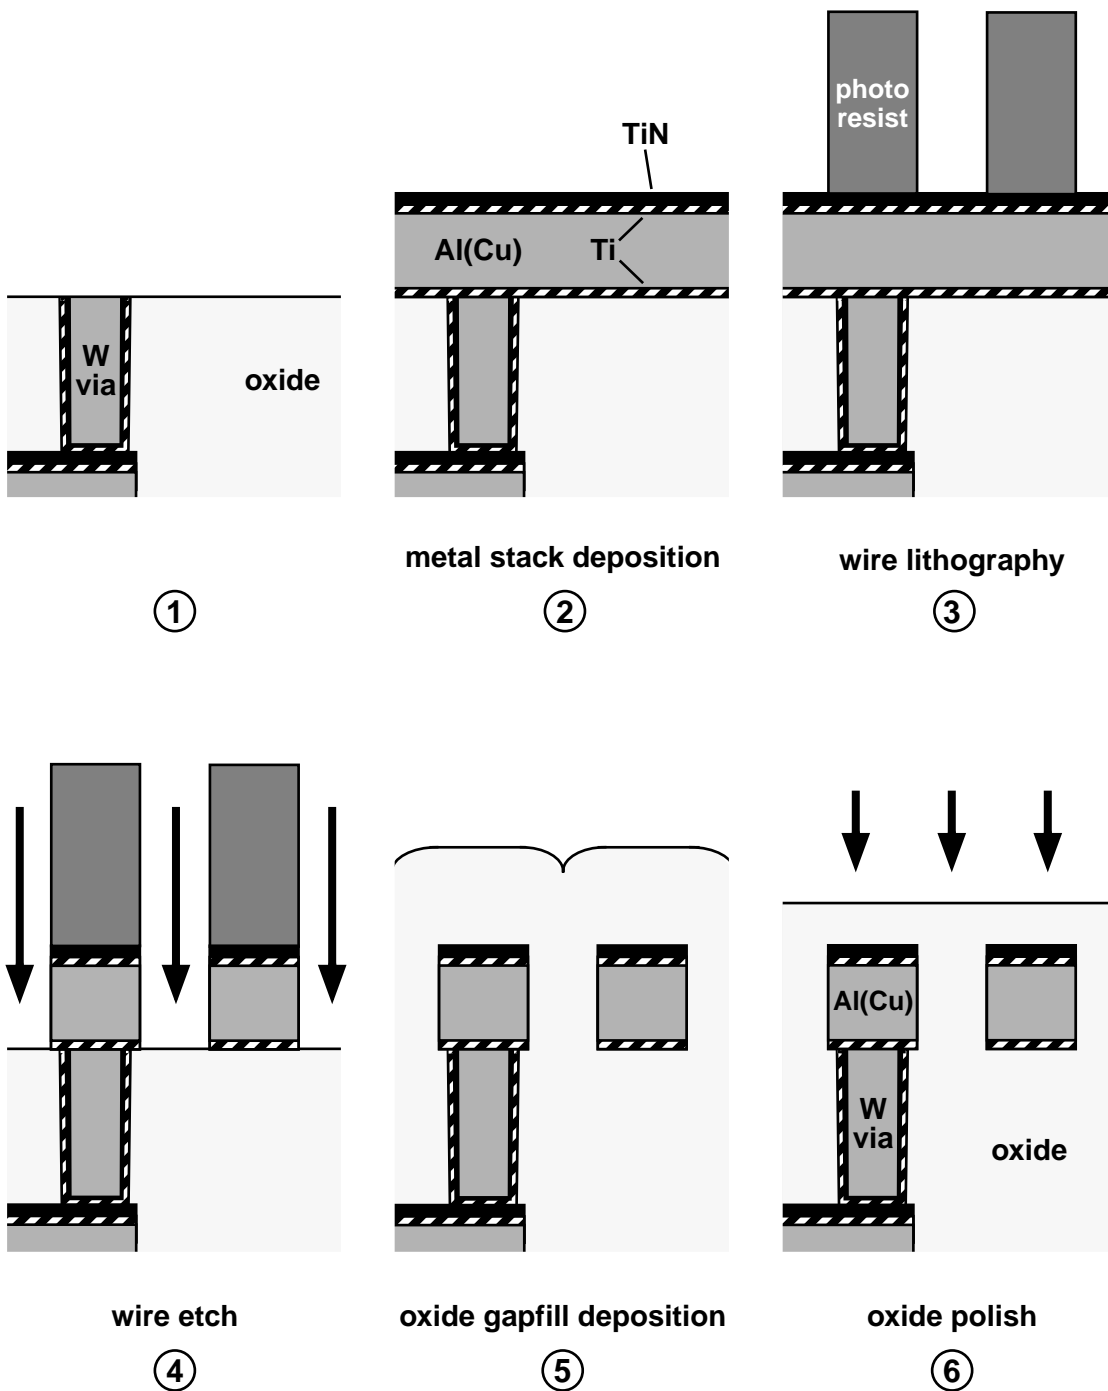 W
via
oxide
1
TiN
Al(Cu)
Ti
metal stack deposition
2
photo
resist
wire lithography
3
wire etch
4
oxide gapfill deposition
5
Al(Cu)
W
via
oxide
oxide polish
6